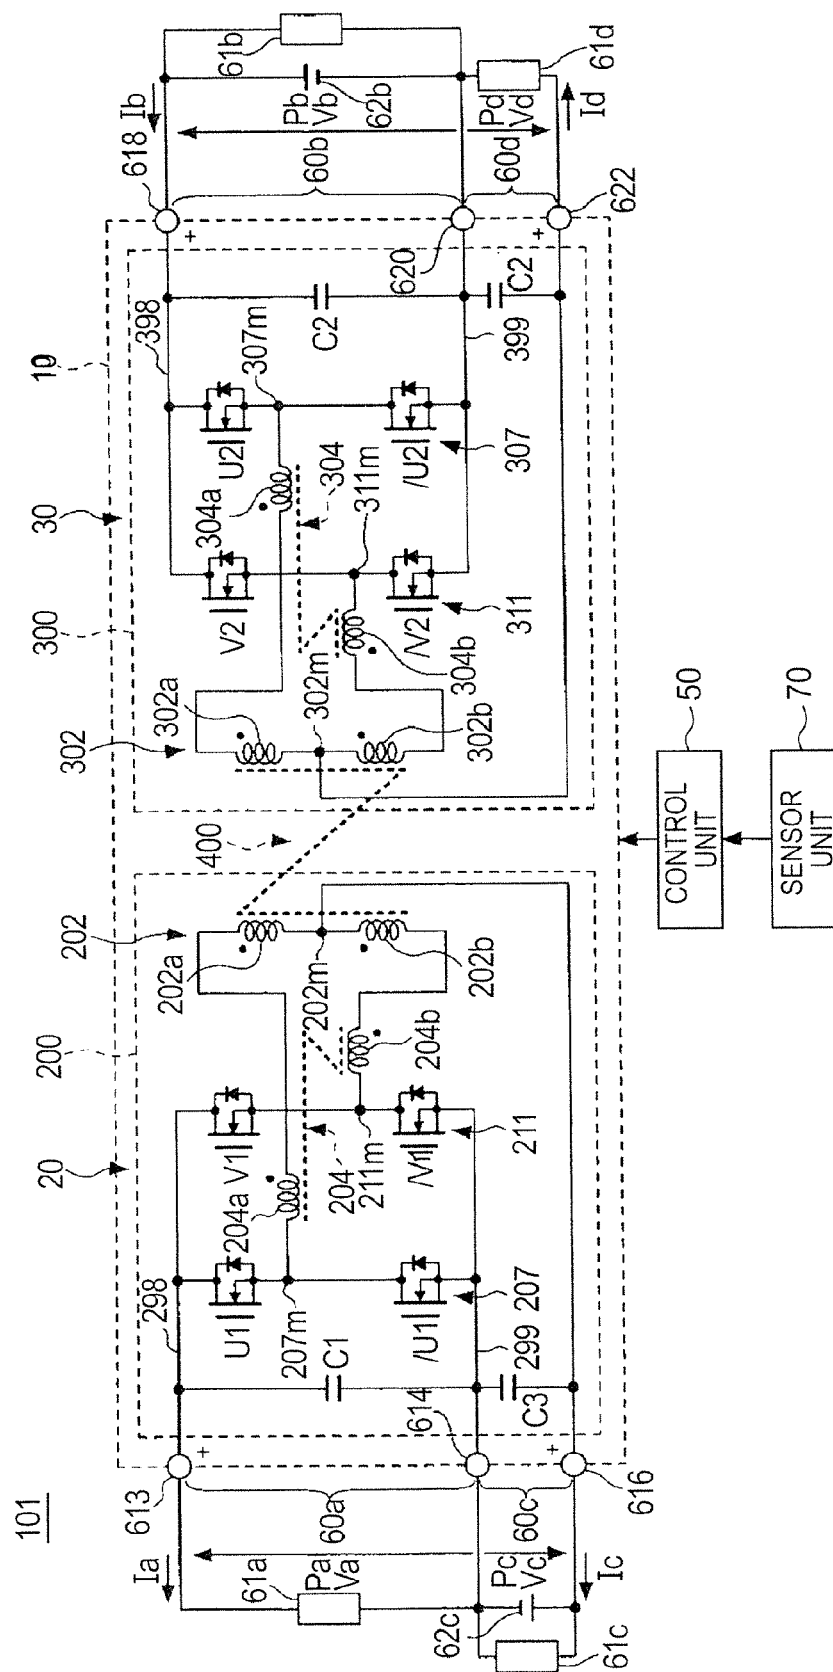 101
10
20
200
202
400
302
300
30
Ia
613
298
U1
204a
V1
202a
302a
V2
304a
U2
307m
398
618
Ib
61b
61a
Pa
Va
60a
207m
C1
204
211m
202m
204b
202b
302m
302b
304b
304
311m
C2
60b
Pb
Vb
62b
614
/U1
/V1
/V2
/U2
299
207
211
311
307
399
C2
620
60d
Pd
Vd
61d
62c
Pc
Vc
60c
C3
61c
Ic
616
622
Id
+
+
+
+
CONTROL
UNIT
50
SENSOR
UNIT
70